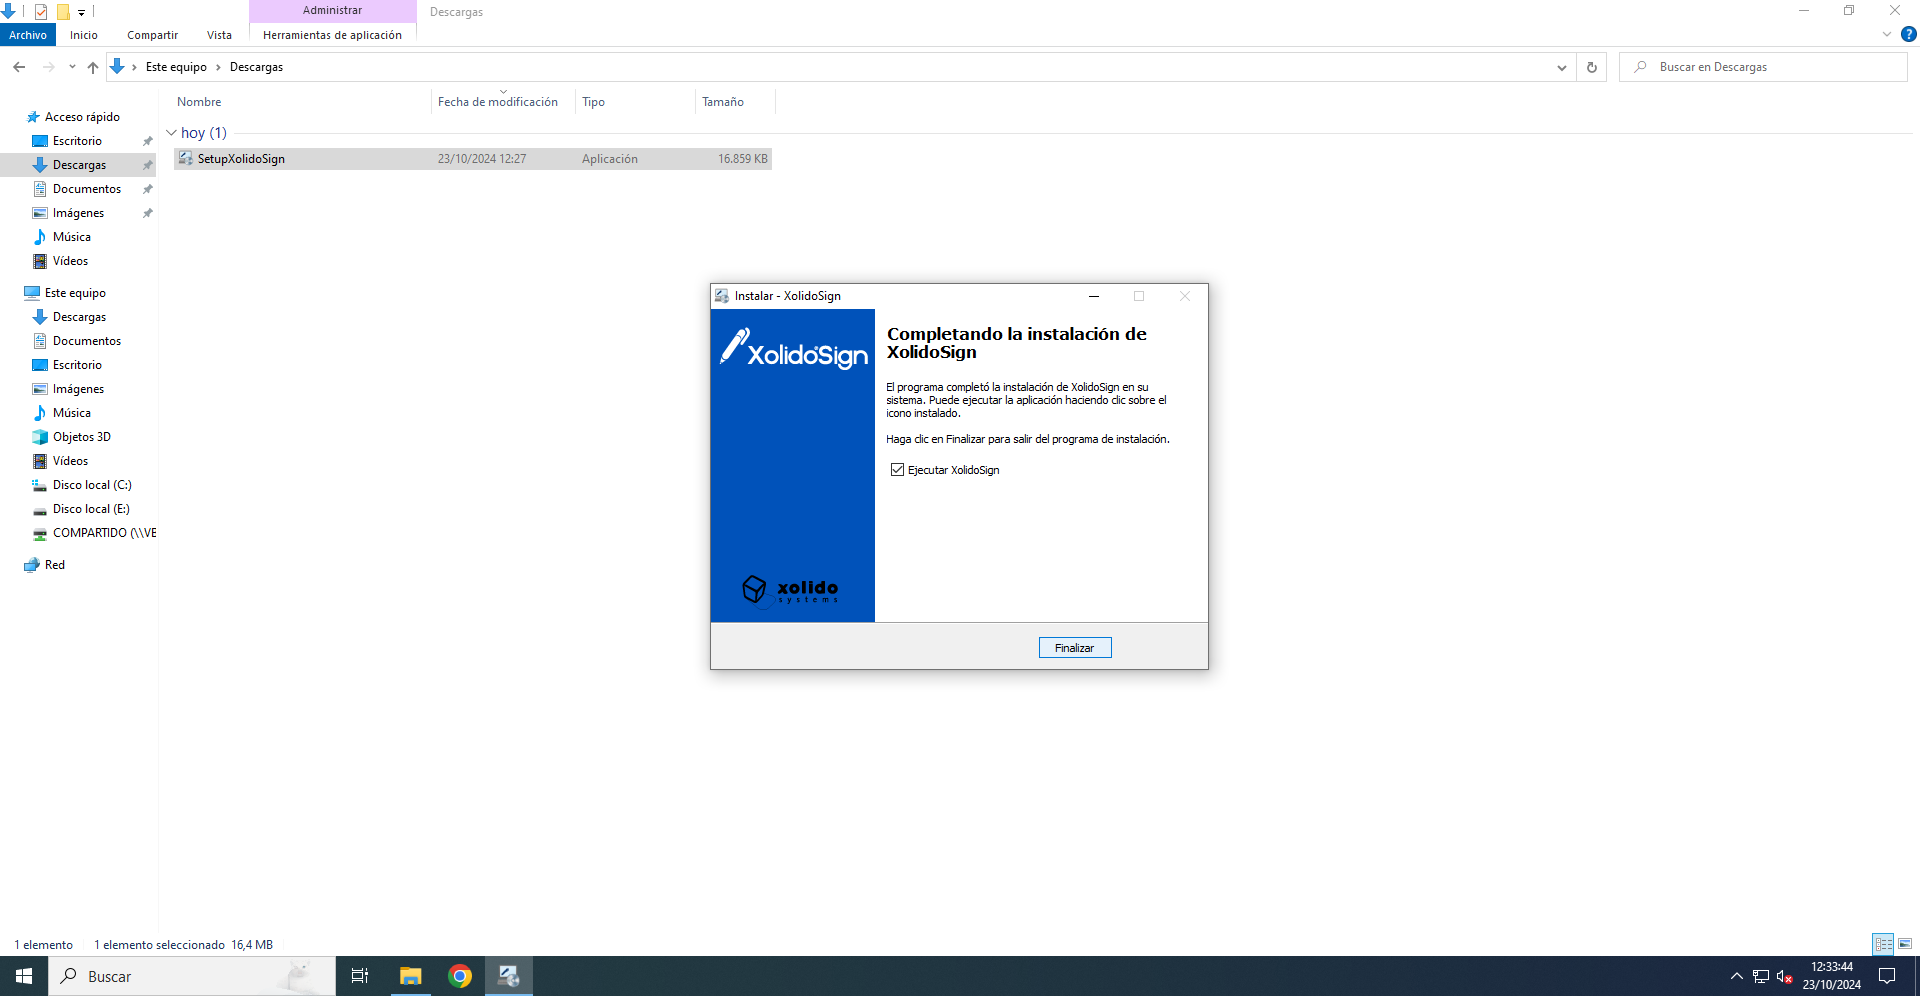 Administrar
Descargas
Archivo
Inicio
Compartir
Vista
Herramientas de aplicación
Este equipo
Descargas
Buscar en Descargas
Nombre
Fecha de modificación
Tipo
Tamaño
Acceso rápido
Escritorio
Descargas
Documentos
Imágenes
Música
Vídeos
Este equipo
Descargas
Documentos
Escritorio
Imágenes
Música
Objetos 3D
Vídeos
Disco local (C:)
Disco local (E:)
COMPARTIDO (\\VE
Red
hoy (1)
SetupXolidoSign
23/10/2024 12:27
Aplicación
16.859 KB
Instalar - XolidoSign
XolidoSign
xolido
systems
Completando la instalación de
XolidoSign
El programa completó la instalación de XolidoSign en su
sistema. Puede ejecutar la aplicación haciendo clic sobre el
icono instalado.
Haga clic en Finalizar para salir del programa de instalación.
Ejecutar XolidoSign
Finalizar
1 elemento
1 elemento seleccionado 16,4 MB
Buscar
12:33:44
23/10/2024